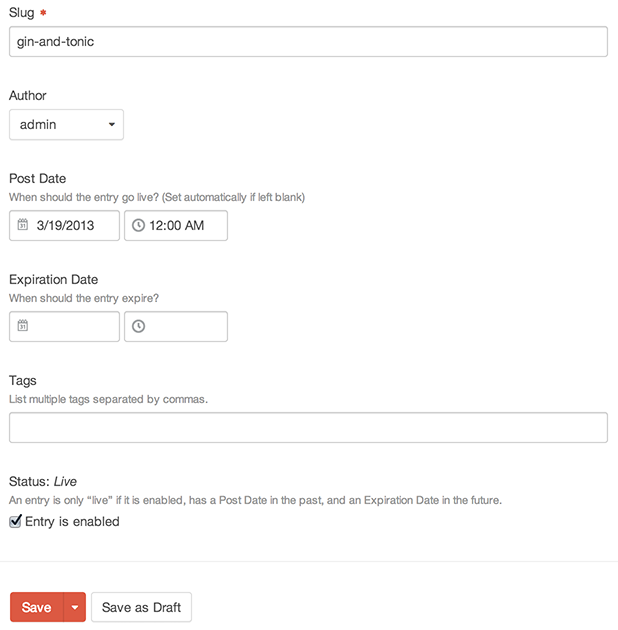 Slug *
gin-and-tonic
Author
admin
Post Date
When should the entry go live? (Set automatically if left blank)
31 3/19/2013 12:00 AM
Expiration Date
When should the entry expire?
31
Tags
List multiple tags separated by commas.
Status: Live
An entry is only “live” if it is enabled, has a Post Date in the past, and an Expiration Date in the future.
Entry is enabled
Save Save as Draft